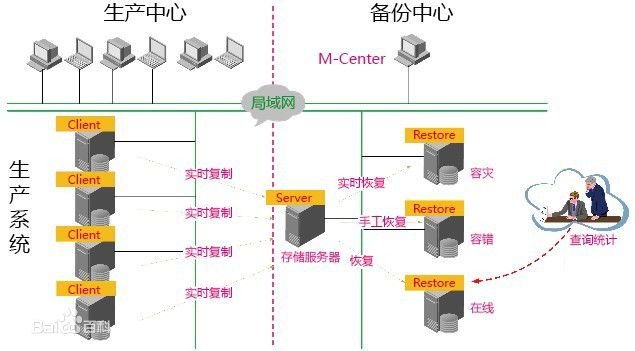 生产中心
备份中心
M-Center
局域网
生产系统
Client
Client
Client
Client
实时复制
实时复制
实时复制
实时复制
Server
存储服务器
实时恢复
手工恢复
恢复
Restore
容灾
Restore
容错
Restore
在线
查询统计
Baidu百科